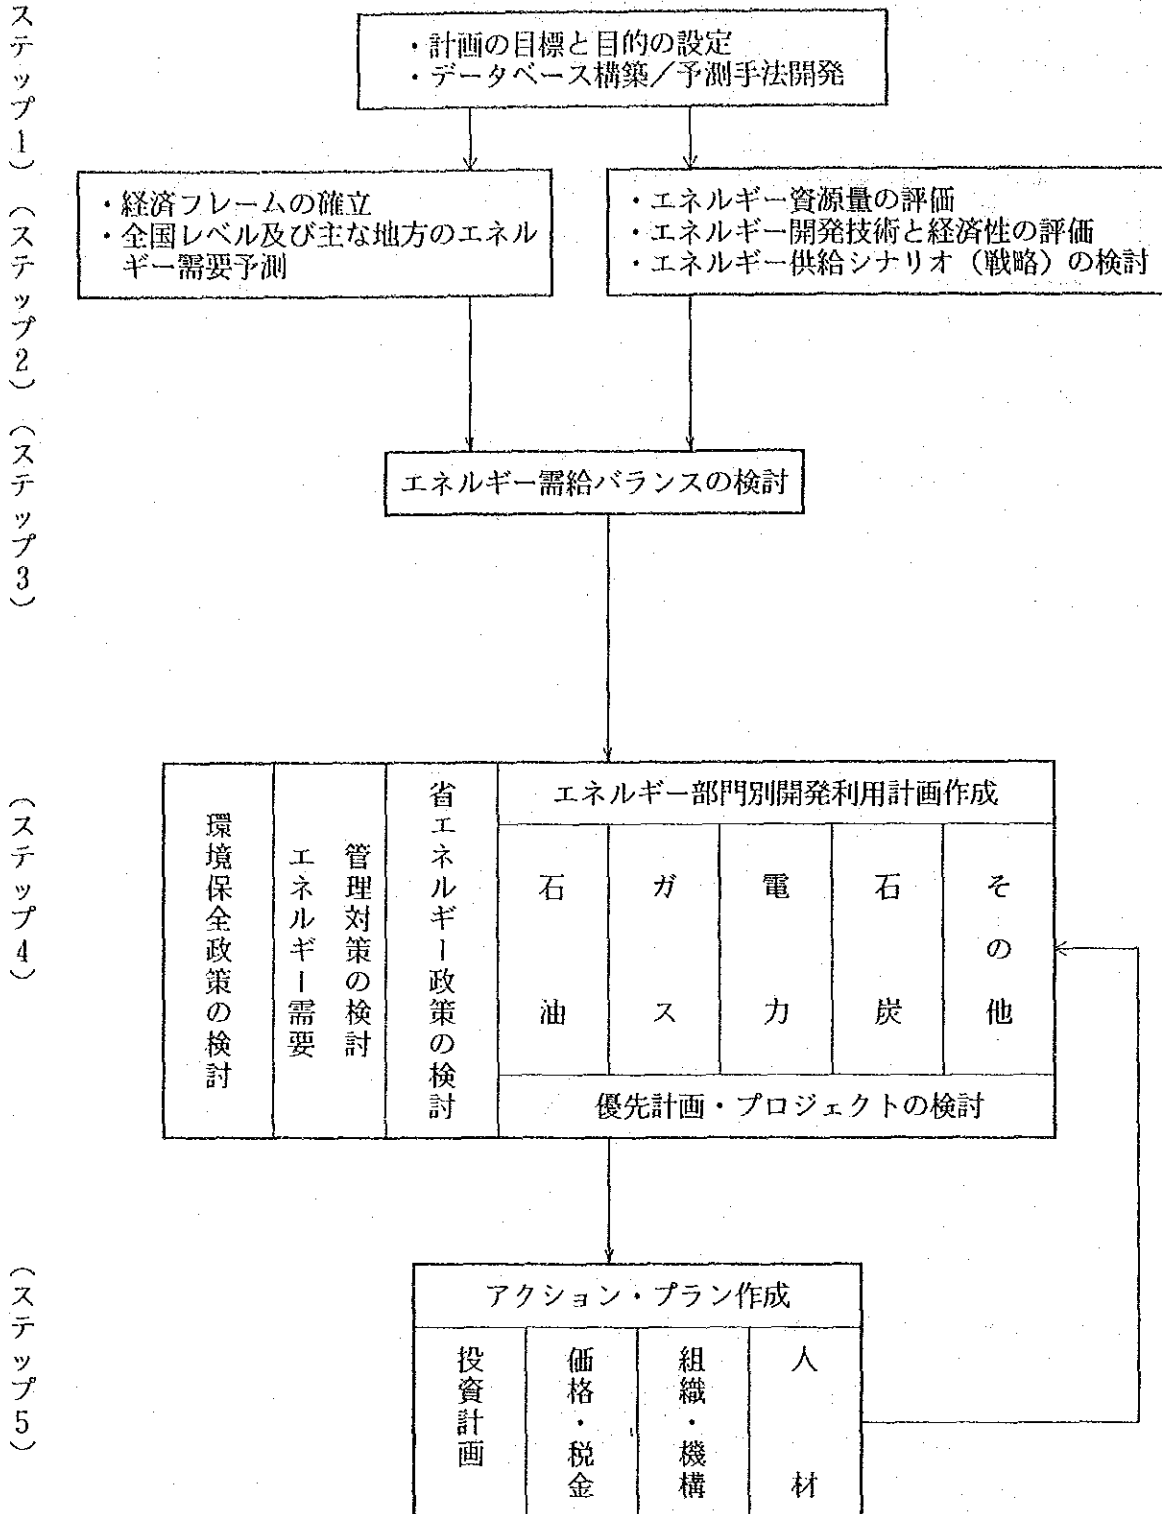 ステップ1)
・計画の目標と目的の設定
・データベース構築/予測手法開発
(ステップ2)
・経済フレームの確立
・全国レベル及び主な地方のエネル
ギー需要予測
・エネルギー資源量の評価
・エネルギー開発技術と経済性の評価
・エネルギー供給シナリオ(戦略)の検討
(ステップ3)
エネルギー需給バランスの検討
(ステップ4)
環境保全政策の検討
エネルギー需要
管理対策の検討
省エネルギー政策の検討
エネルギー部門別開発利用計画作成
石油
ガス
電力
石炭
その他
優先計画・プロジェクトの検討
(ステップ5)
アクション・プラン作成
投資計画
価格・税金
組織・機構
人材